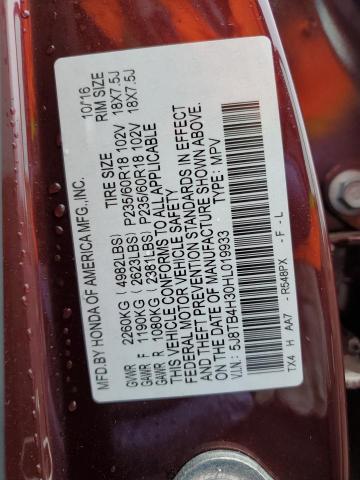 MFD.BY HONDA OF AMERICA MFG.,INC. 10/16
TIRE SIZE RIM SIZE
GVWR 2260KG (4982LBS) P235/60R18 102V 18X7.5J
GAWR F 1190KG (2623LBS) P235/60R18 102V 18X7.5J
GAWR R 1080KG (2381LBS)
THIS VEHICLE CONFORMS TO ALL APPLICABLE
FEDERAL MOTOR VEHICLE SAFETY
AND THEFT PREVENTION STANDARDS IN EFFECT
ON THE DATE OF MANUFACTURE SHOWN ABOVE.
V.I.N.: 5J8TB4H30HL019933 TYPE: MPV
TX4 H AA7 - R548PX - F - L